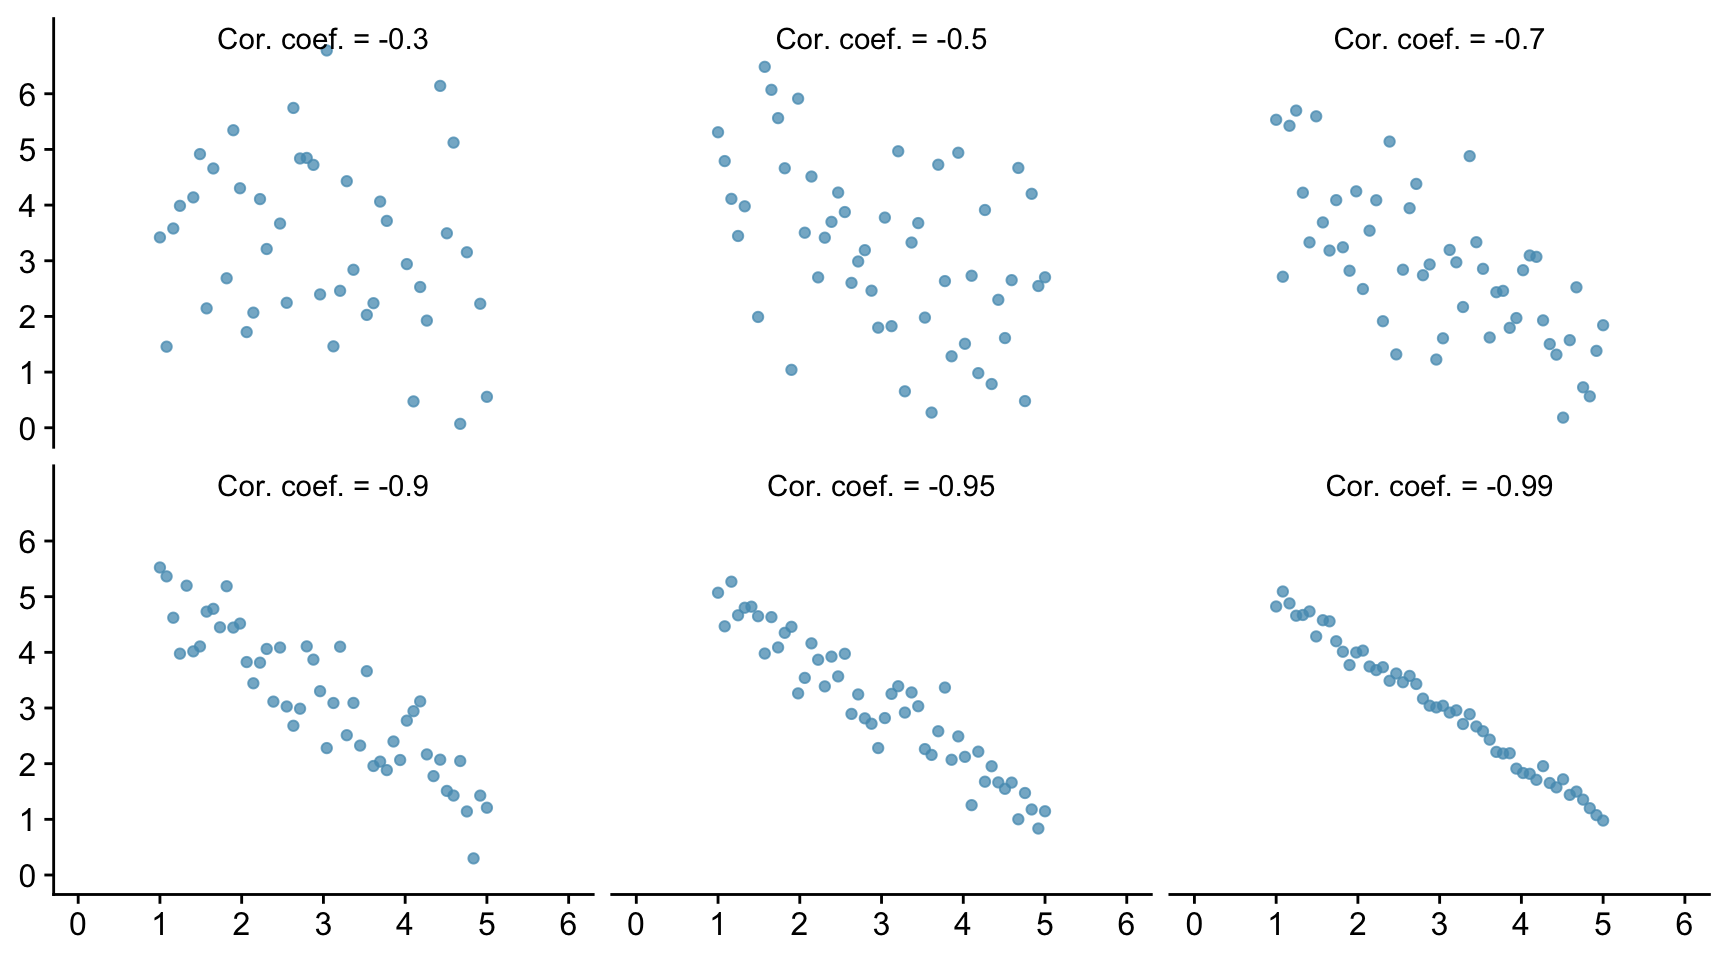 Cor. coef. = -0.3
Cor. coef. = -0.5
Cor. coef. = -0.7
6
5
4
3
2
1
0
Cor. coef. = -0.9
Cor. coef. = -0.95
Cor. coef. = -0.99
6
5
4
3
2
1
0
0 1 2 3 4 5 6
0 1 2 3 4 5 6
0 1 2 3 4 5 6